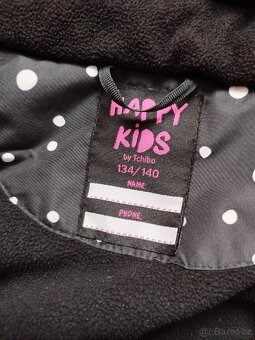 HAPPY
KiDS
by Tchibo
134/140
NAME:
PHONE:
Bazos.cz